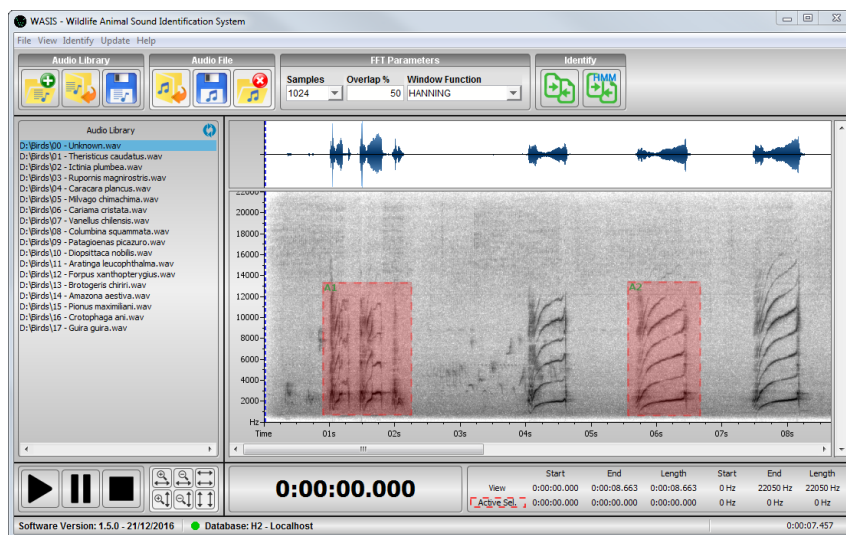 WASIS - Wildlife Animal Sound Identification System
File View Identify Update Help
Audio Library
Audio File
FFT Parameters
Identify
Samples Overlap % Window Function
1024 50 HANNING
HMM
Audio Library
D:\Birds\00 - Unknown.wav
D:\Birds\01 - Theristicus caudatus.wav
D:\Birds\02 - Ictinia plumbea.wav
D:\Birds\03 - Rupornis magnirostris.wav
D:\Birds\04 - Caracara plancus.wav
D:\Birds\05 - Milvago chimachima.wav
D:\Birds\06 - Cariama cristata.wav
D:\Birds\07 - Vanellus chilensis.wav
D:\Birds\08 - Columbina squammata.wav
D:\Birds\09 - Patagioenas picazuro.wav
D:\Birds\10 - Diopsittaca nobilis.wav
D:\Birds\11 - Aratinga leucophthalma.wav
D:\Birds\12 - Forpus xanthopterygius.wav
D:\Birds\13 - Brotogeris chiriri.wav
D:\Birds\14 - Amazona aestiva.wav
D:\Birds\15 - Pionus maximiliani.wav
D:\Birds\16 - Crotophaga ani.wav
D:\Birds\17 - Guira guira.wav
22000
20000
18000
16000
14000
12000
10000
8000
6000
4000
2000
Hz
A1
A2
Time 01s 02s 03s 04s 05s 06s 07s 08s
0:00:00.000
Start End Length Start End Length
View 0:00:00.000 0:00:08.663 0:00:08.663 0 Hz 22050 Hz 22050 Hz
Active Sel. 0:00:00.000 0:00:00.000 0:00:00.000 0 Hz 0 Hz 0 Hz
Software Version: 1.5.0 - 21/12/2016
Database: H2 - Localhost
0:00:07.457